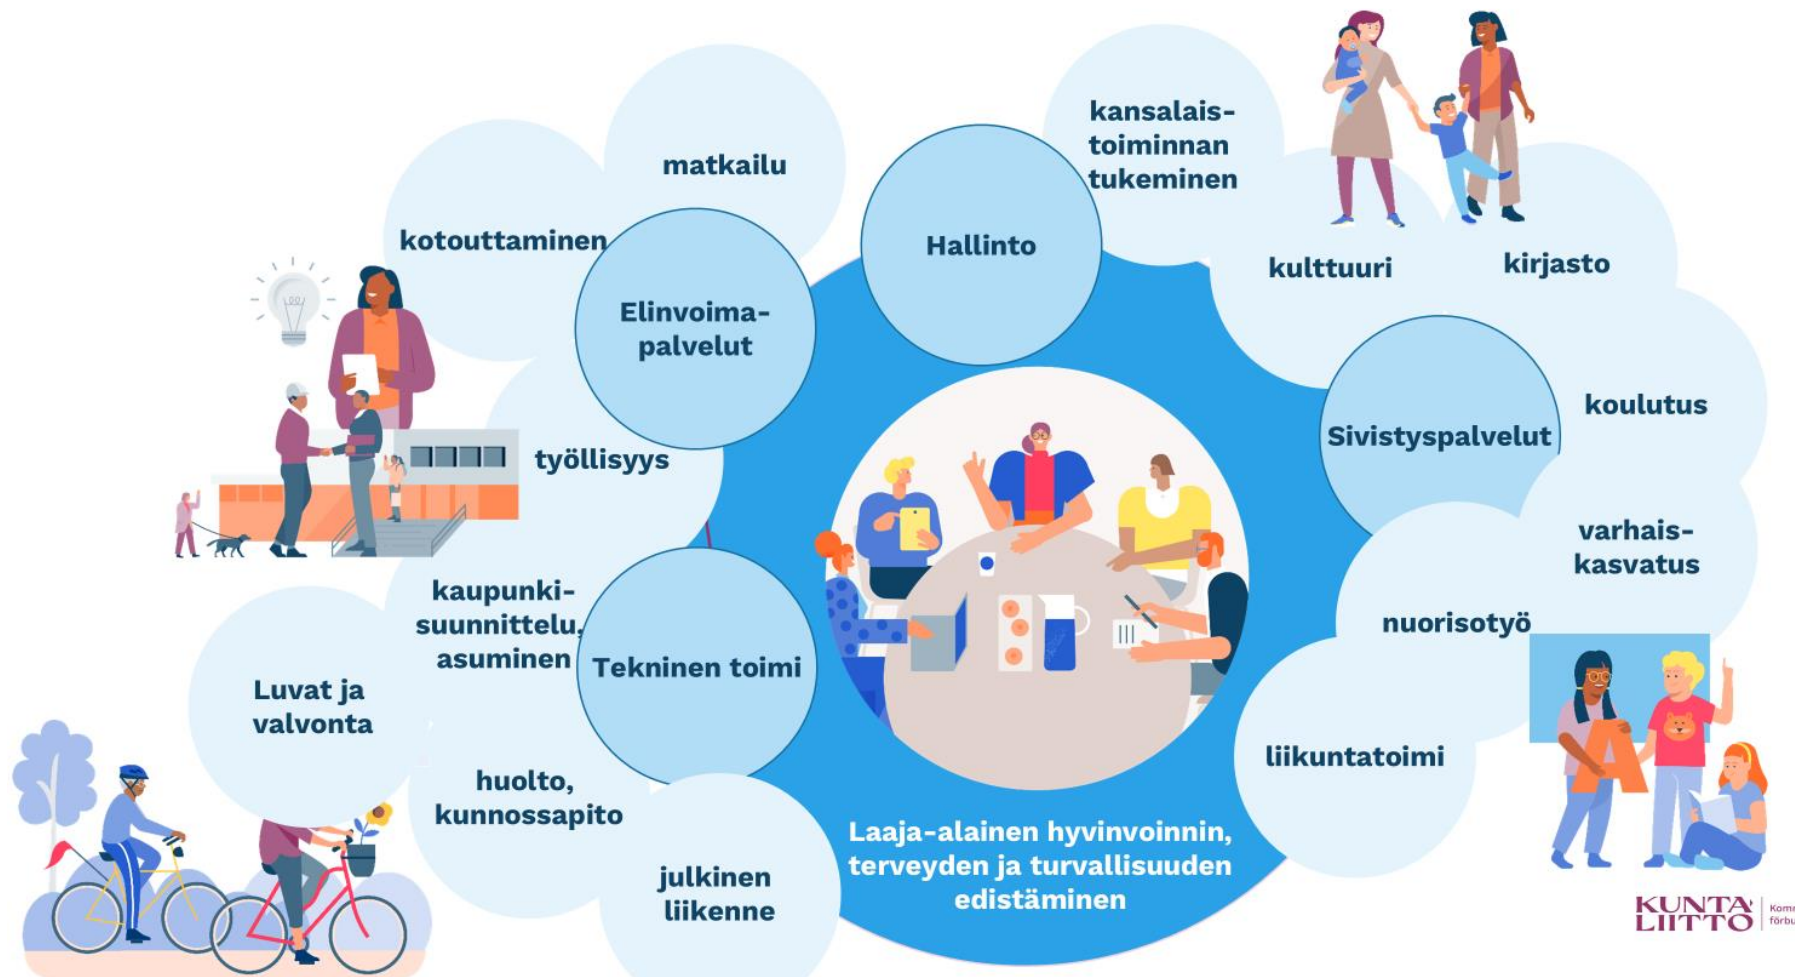 kansalais-
toiminnan
tukeminen
matkailu
kotouttaminen
Hallinto
kulttuuri
kirjasto
Elinvoima-
palvelut
koulutus
Sivistyspalvelut
työllisyys
varhais-
kasvatus
kaupunki-
suunnittelu,
asuminen
nuorisotyö
Tekninen toimi
Luvat ja
valvonta
liikuntatoimi
huolto,
kunnossapito
Laaja-alainen hyvinvoinnin,
terveyden ja turvallisuuden
edistäminen
julkinen
liikenne
KUNTA
LIITTO